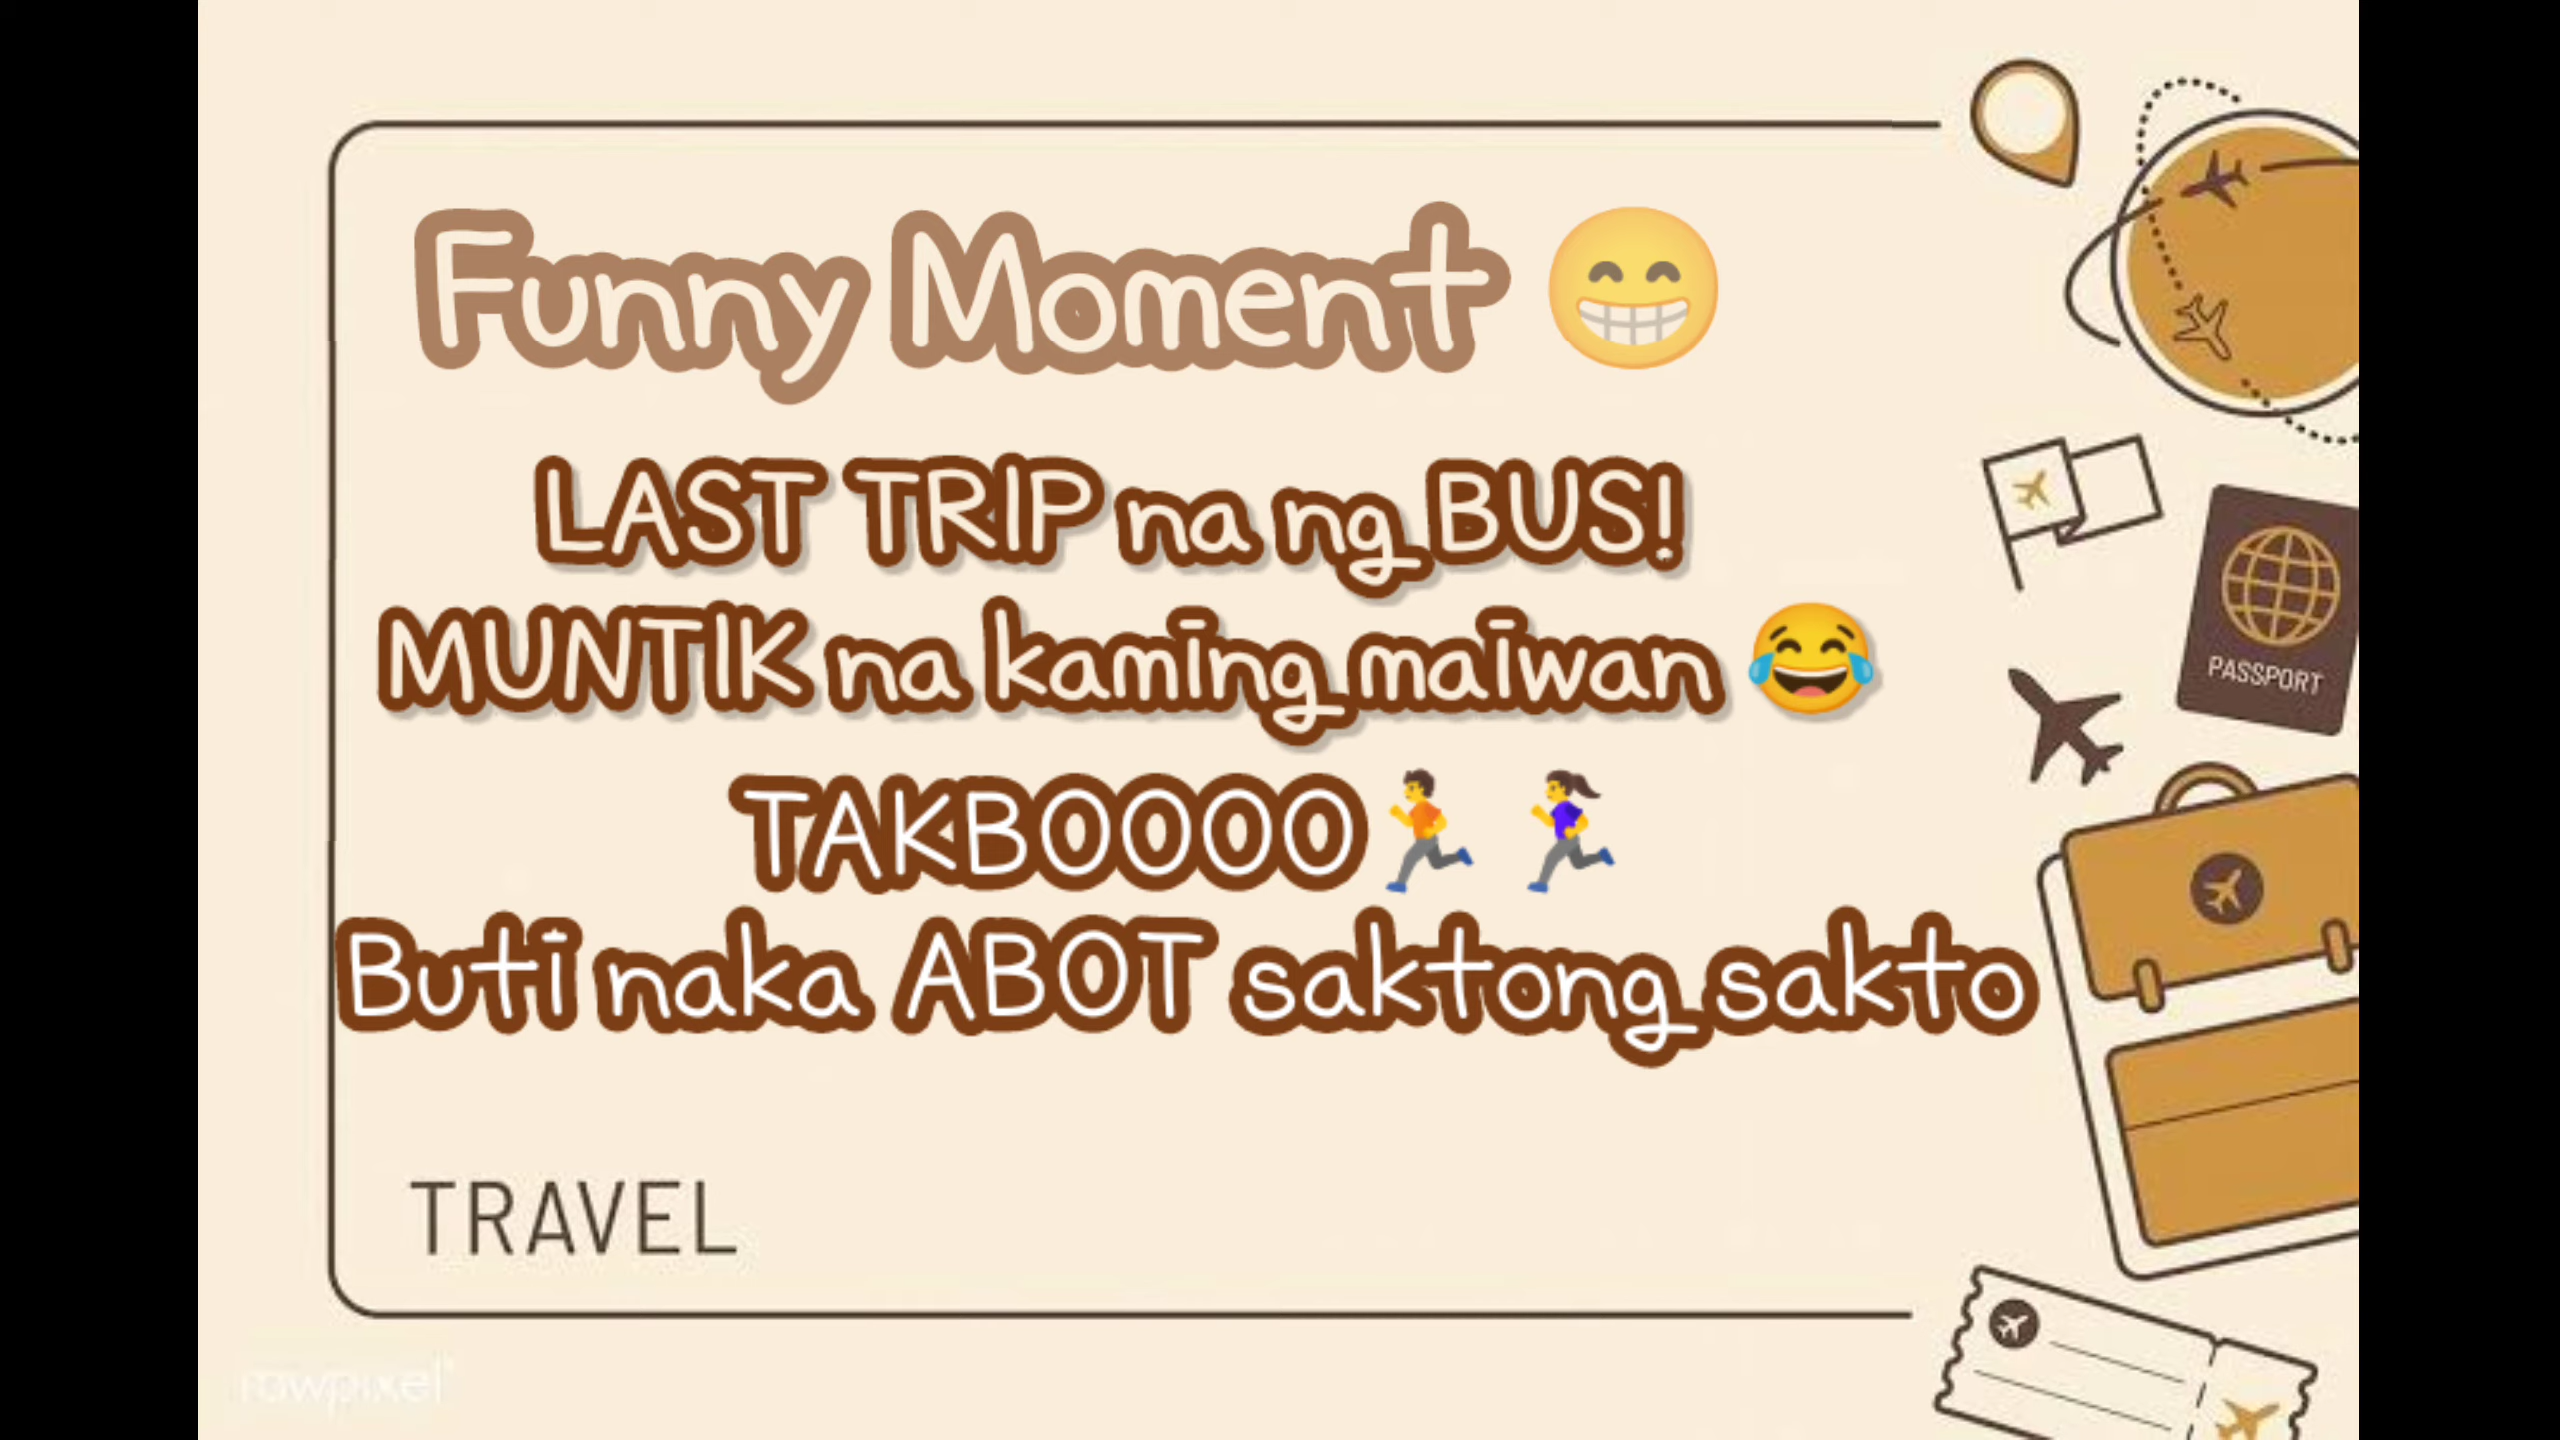 Funny Moment 😁
LAST TRIP na ng BUS!
MUNTIK na kaming maiwan 😂
TAKBOOOO🏃 🏃‍♀️
Buti naka ABOT saktong sakto
PASSPORT
TRAVEL
rawpixel